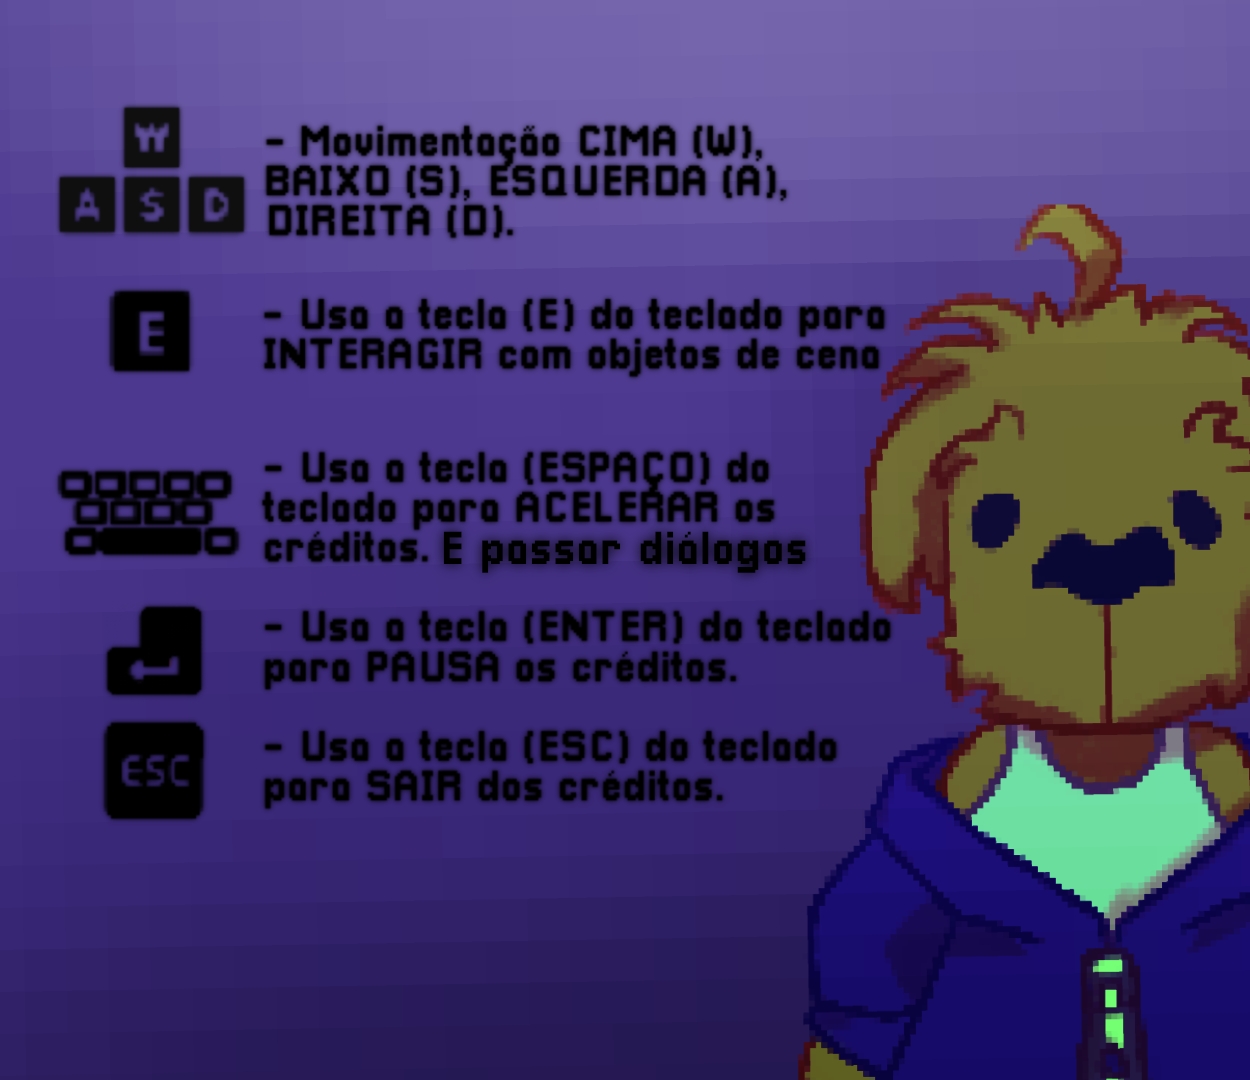 W
A S D
- Movimentação CIMA (W),
BAIXO (S), ESQUERDA (A),
DIREITA (D).
E
- Usa a tecla (E) do teclado para
INTERAGIR com objetos de cena
- Usa a tecla (ESPAÇO) do
teclado para ACELERAR os
créditos. E passar diálogos
- Usa a tecla (ENTER) do teclado
para PAUSA os créditos.
ESC
- Usa a tecla (ESC) do teclado
para SAIR dos créditos.